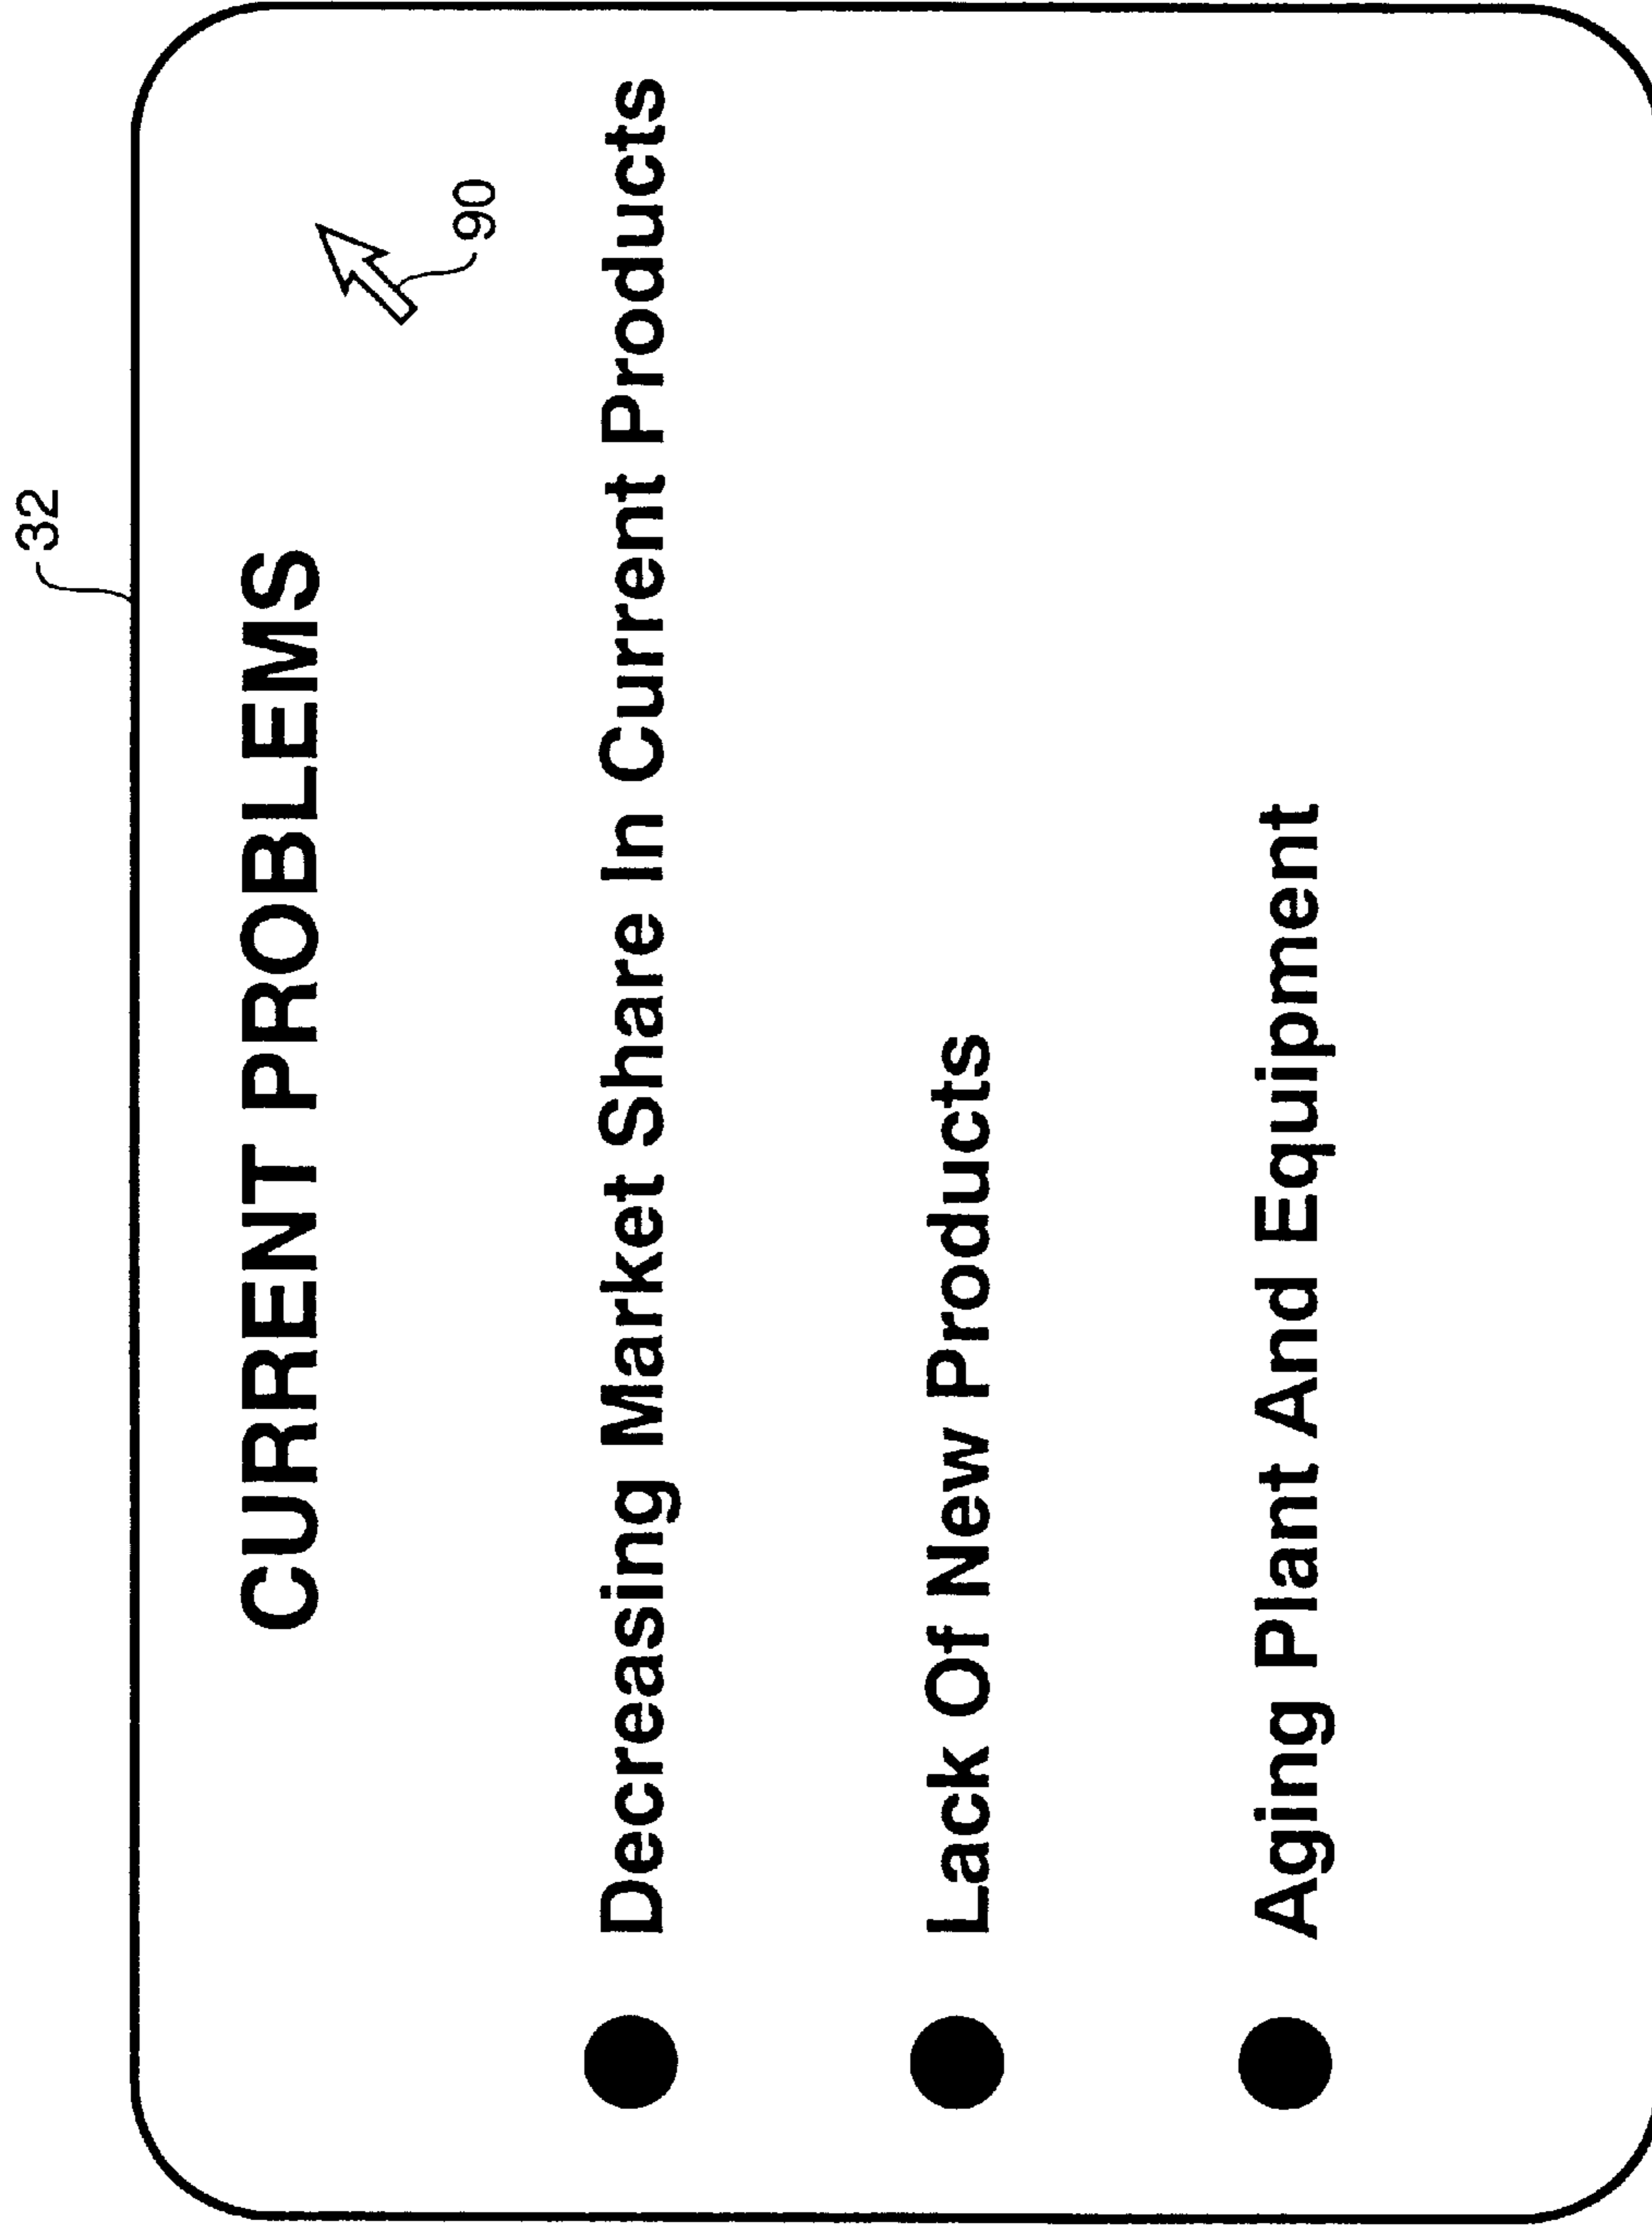 32
CURRENT PROBLEMS
90
● Decreasing Market Share In Current Products
● Lack Of New Products
● Aging Plant And Equipment